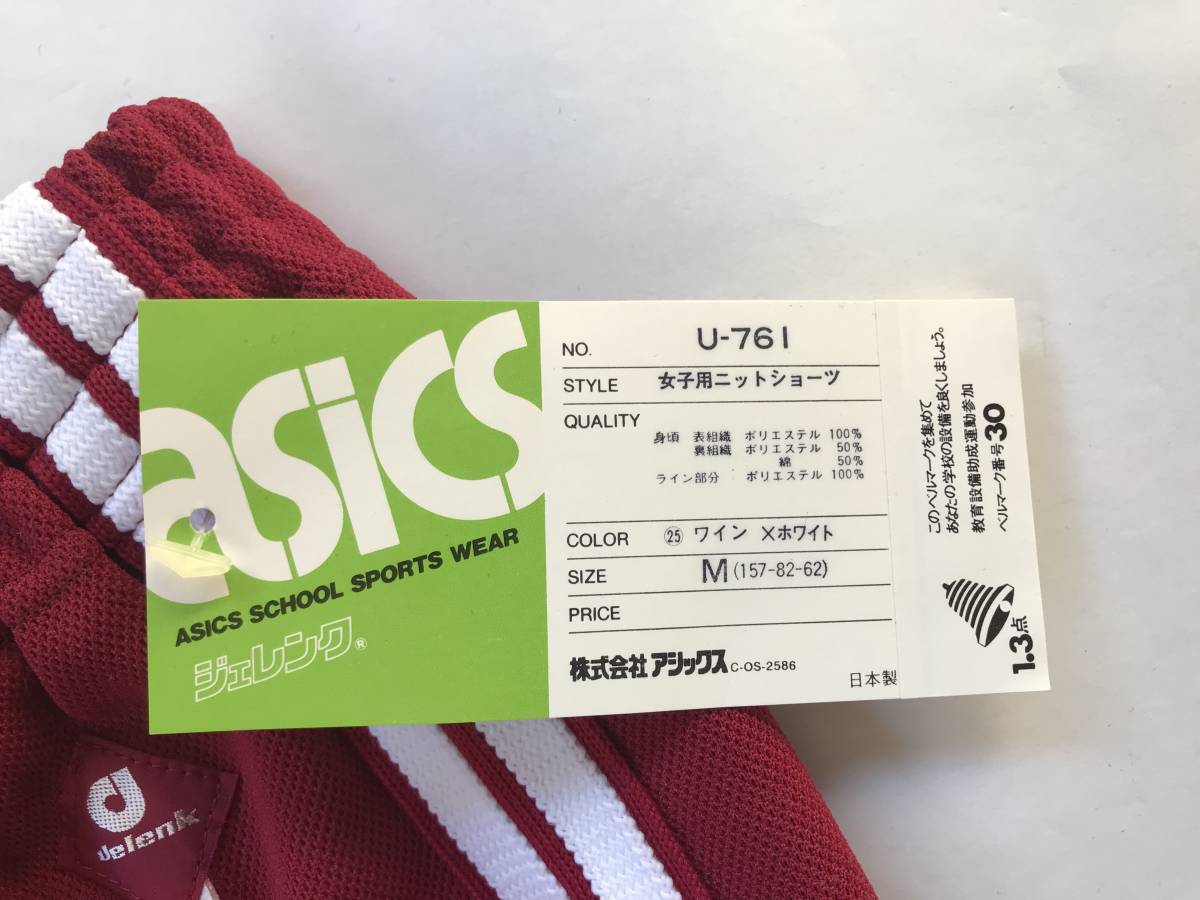 asics
ASICS SCHOOL SPORTS WEAR
ジェレンク®
NO. U-761
STYLE 女子用ニットショーツ
QUALITY
身頃 表組織 ポリエステル 100%
裏組織 ポリエステル 50%
綿 50%
ライン部分 ポリエステル 100%
COLOR ㉕ ワイン ×ホワイト
SIZE M(157-82-62)
PRICE
株式会社アシックス C-OS-2586
日本製
このベルマークを集めて
あなたの学校の設備を良くしましょう。
教育設備助成運動参加
ベルマーク番号30
1.3点
delenk